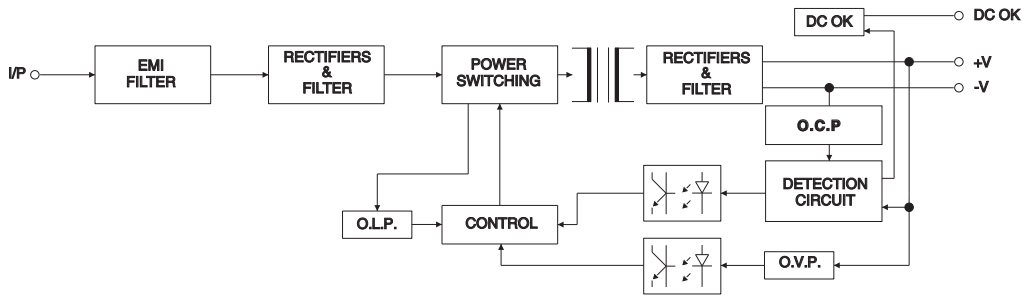 DC OK
DC OK
I/P
EMI
FILTER
RECTIFIERS
&
FILTER
POWER
SWITCHING
RECTIFIERS
&
FILTER
+V
-V
O.C.P
DETECTION
CIRCUIT
O.L.P.
CONTROL
O.V.P.